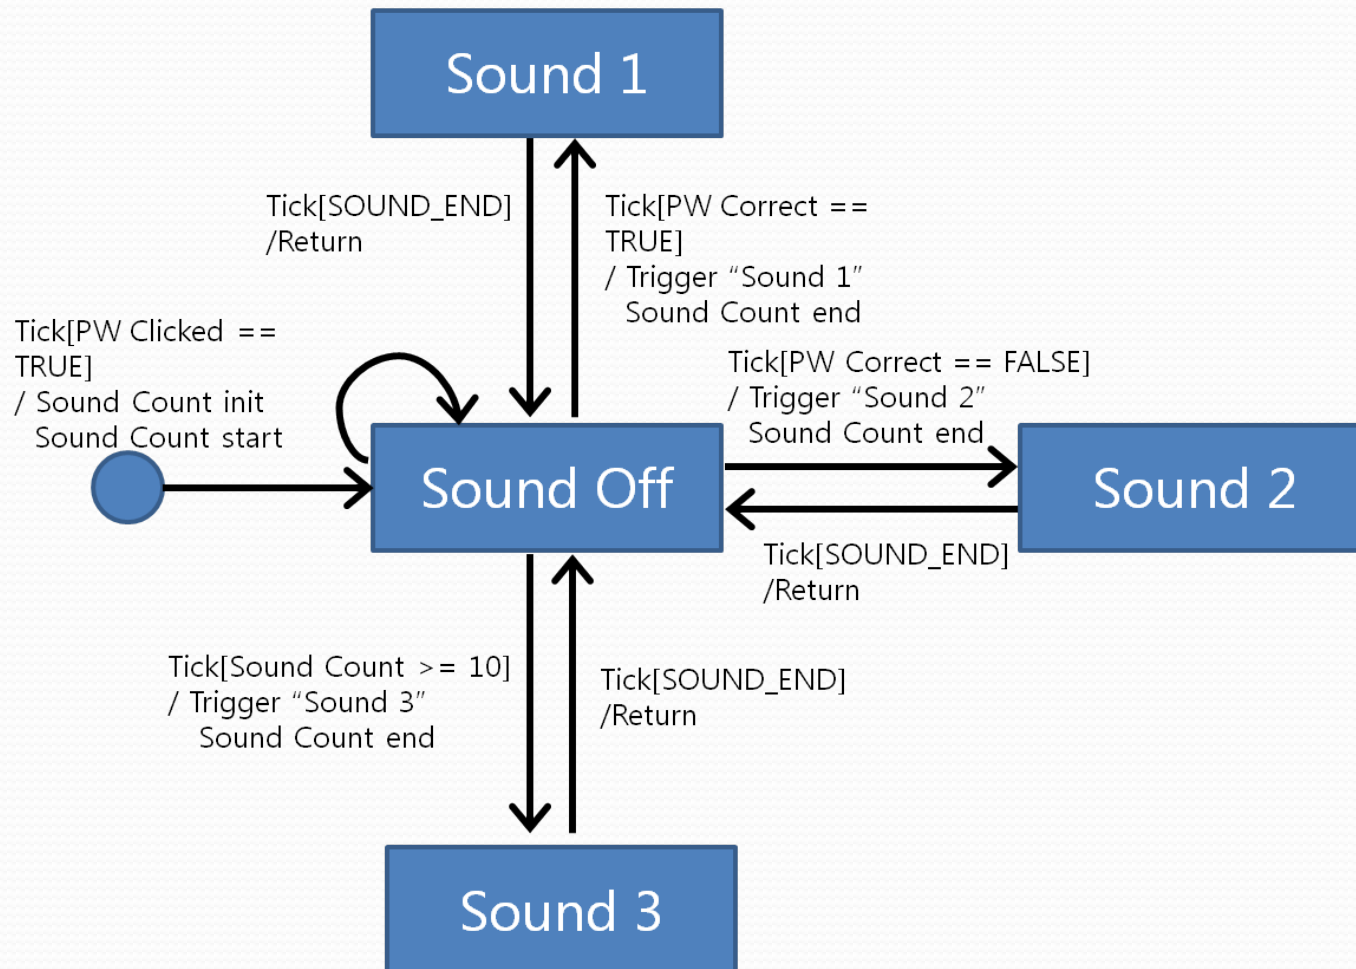 Sound 1
Tick[SOUND_END]
/Return
Tick[PW Correct ==
TRUE]
/ Trigger “Sound 1”
Sound Count end
Tick[PW Clicked ==
TRUE]
/ Sound Count init
Sound Count start
Tick[PW Correct == FALSE]
/ Trigger “Sound 2”
Sound Count end
Sound Off
Sound 2
Tick[SOUND_END]
/Return
Tick[Sound Count >= 10]
/ Trigger “Sound 3”
Sound Count end
Tick[SOUND_END]
/Return
Sound 3